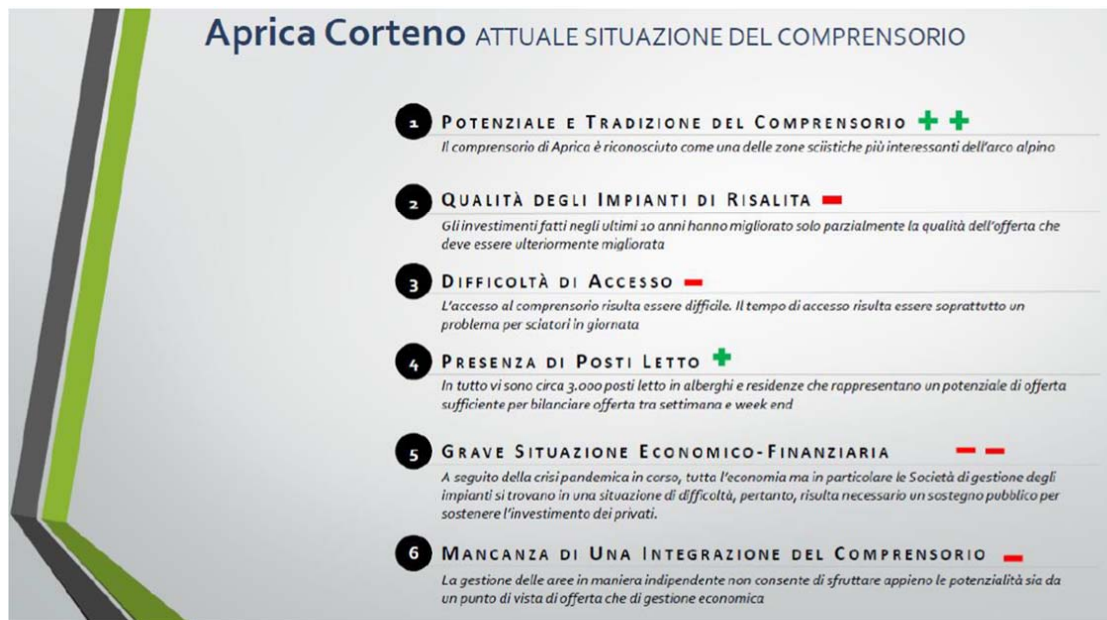 Aprica Corteno ATTUALE SITUAZIONE DEL COMPRENSORIO
1 POTENZIALE E TRADIZIONE DEL COMPRENSORIO ++
Il comprensorio di Aprica è riconosciuto come una delle zone sciistiche più interessanti dell'arco alpino
2 QUALITÀ DEGLI IMPIANTI DI RISALITA -
Gli investimenti fatti negli ultimi 10 anni hanno migliorato solo parzialmente la qualità dell'offerta che
deve essere ulteriormente migliorata
3 DIFFICOLTÀ DI ACCESSO -
L'accesso al comprensorio risulta essere difficile. Il tempo di accesso risulta essere soprattutto un
problema per sciatori in giornata
4 PRESENZA DI POSTI LETTO +
In tutto vi sono circa 3.000 posti letto in alberghi e residenze che rappresentano un potenziale di offerta
sufficiente per bilanciare offerta tra settimana e week end
5 GRAVE SITUAZIONE ECONOMICO-FINANZIARIA - -
A seguito della crisi pandemica in corso, tutta l'economia ma in particolare le Società di gestione degli
impianti si trovano in una situazione di difficoltà, pertanto, risulta necessario un sostegno pubblico per
sostenere l'investimento dei privati.
6 MANCANZA DI UNA INTEGRAZIONE DEL COMPRENSORIO -
La gestione delle aree in maniera indipendente non consente di sfruttare appieno le potenzialità sia da
un punto di vista di offerta che di gestione economica